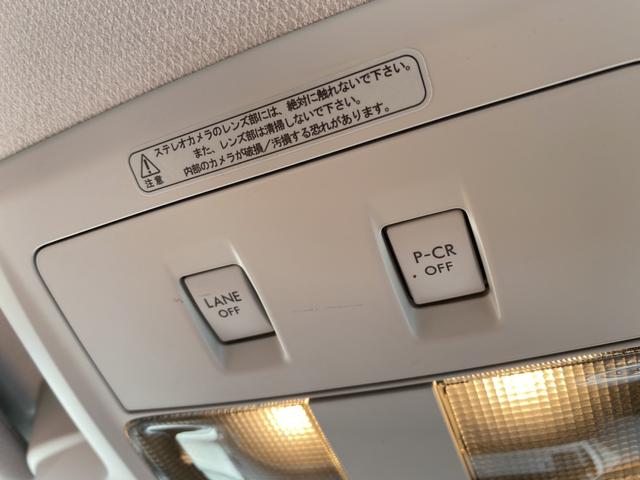 ステレオカメラのレンズ部には、絶対に触れないで下さい。
また、レンズ部は清掃しないで下さい。
内部のカメラが破損/汚損する恐れがあります。
注意
LANE
OFF
P-CR
OFF